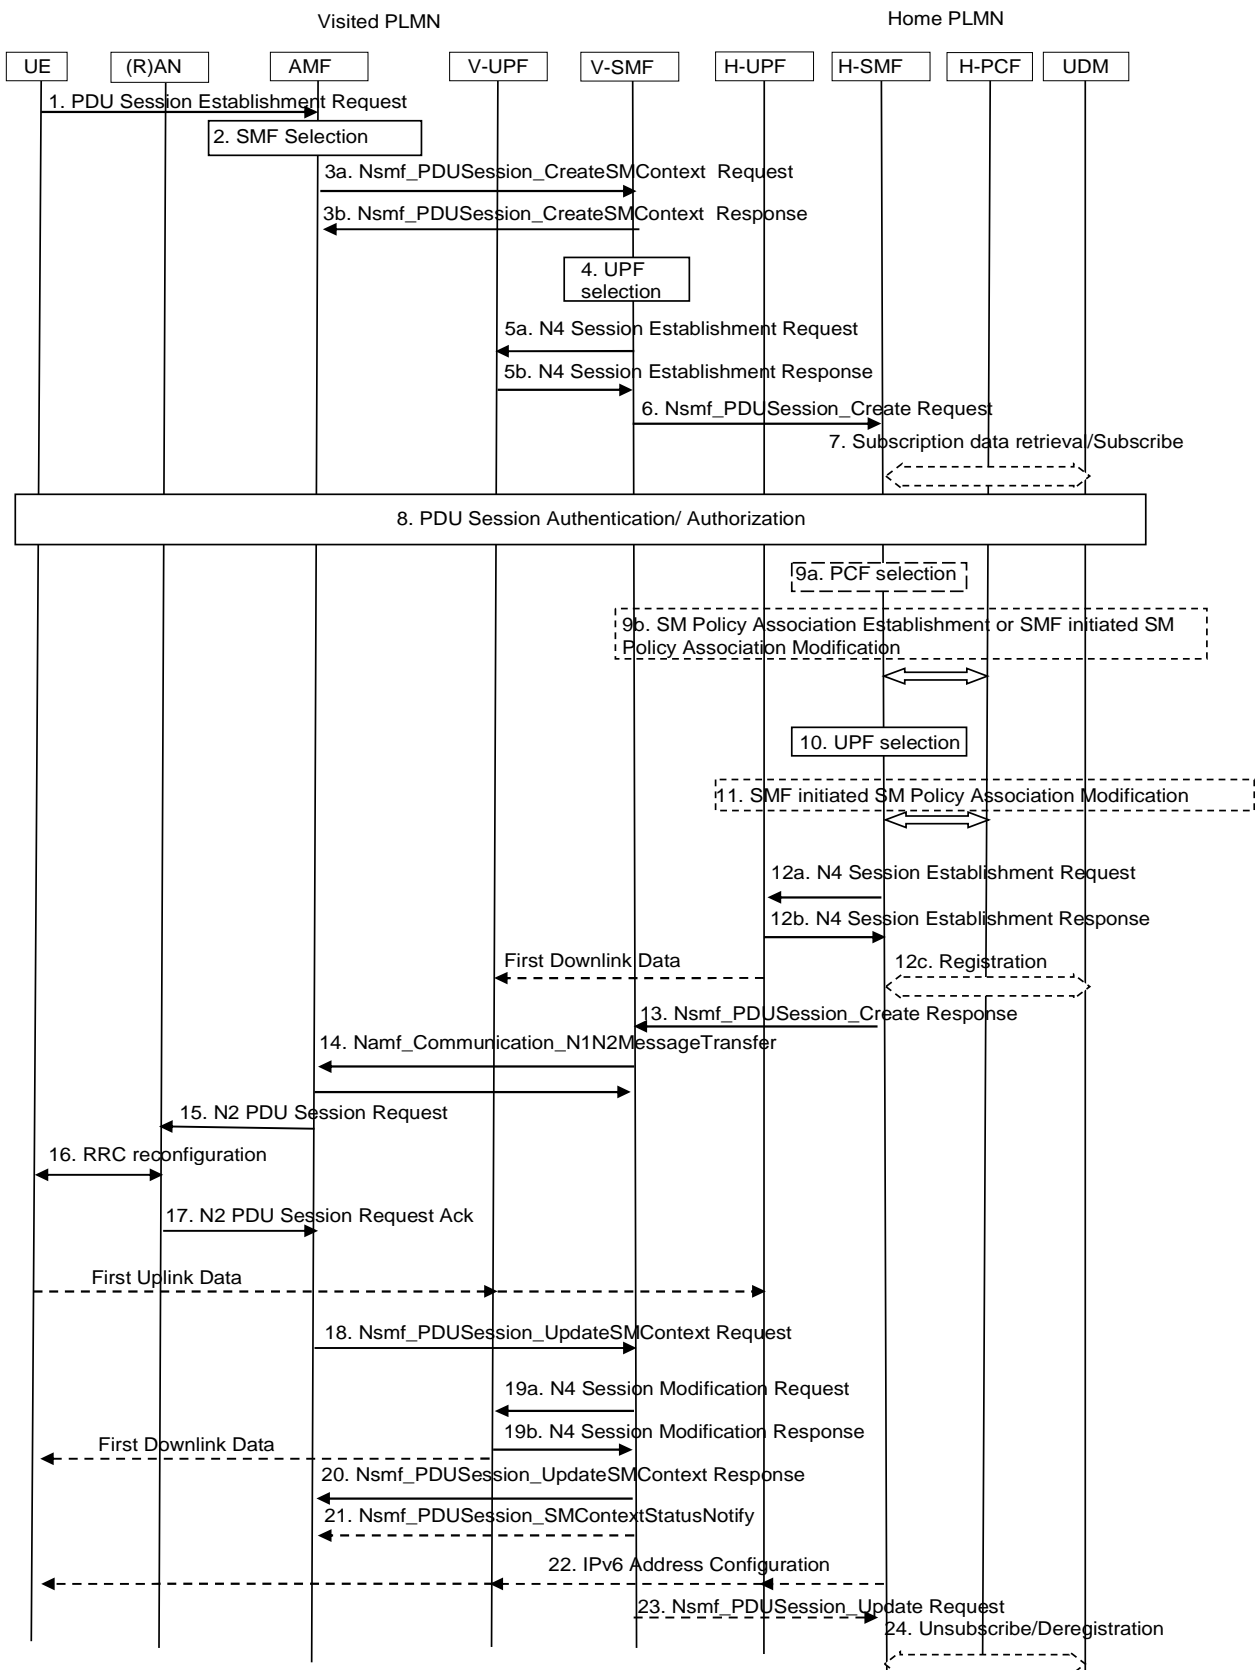 Visited PLMN
Home PLMN
UE
(R)AN
AMF
V-UPF
V-SMF
H-UPF
H-SMF
H-PCF
UDM
1. PDU Session Establishment Request
2. SMF Selection
3a. Nsmf_PDUSession_CreateSMContext Request
3b. Nsmf_PDUSession_CreateSMContext Response
4. UPF
selection
5a. N4 Session Establishment Request
5b. N4 Session Establishment Response
6. Nsmf_PDUSession_Create Request
7. Subscription data retrieval/Subscribe
8. PDU Session Authentication/ Authorization
9a. PCF selection
9b. SM Policy Association Establishment or SMF initiated SM
Policy Association Modification
10. UPF selection
11. SMF initiated SM Policy Association Modification
12a. N4 Session Establishment Request
12b. N4 Session Establishment Response
First Downlink Data
12c. Registration
13. Nsmf_PDUSession_Create Response
14. Namf_Communication_N1N2MessageTransfer
15. N2 PDU Session Request
16. RRC reconfiguration
17. N2 PDU Session Request Ack
First Uplink Data
18. Nsmf_PDUSession_UpdateSMContext Request
19a. N4 Session Modification Request
19b. N4 Session Modification Response
First Downlink Data
20. Nsmf_PDUSession_UpdateSMContext Response
21. Nsmf_PDUSession_SMContextStatusNotify
22. IPv6 Address Configuration
23. Nsmf_PDUSession_Update Request
24. Unsubscribe/Deregistration